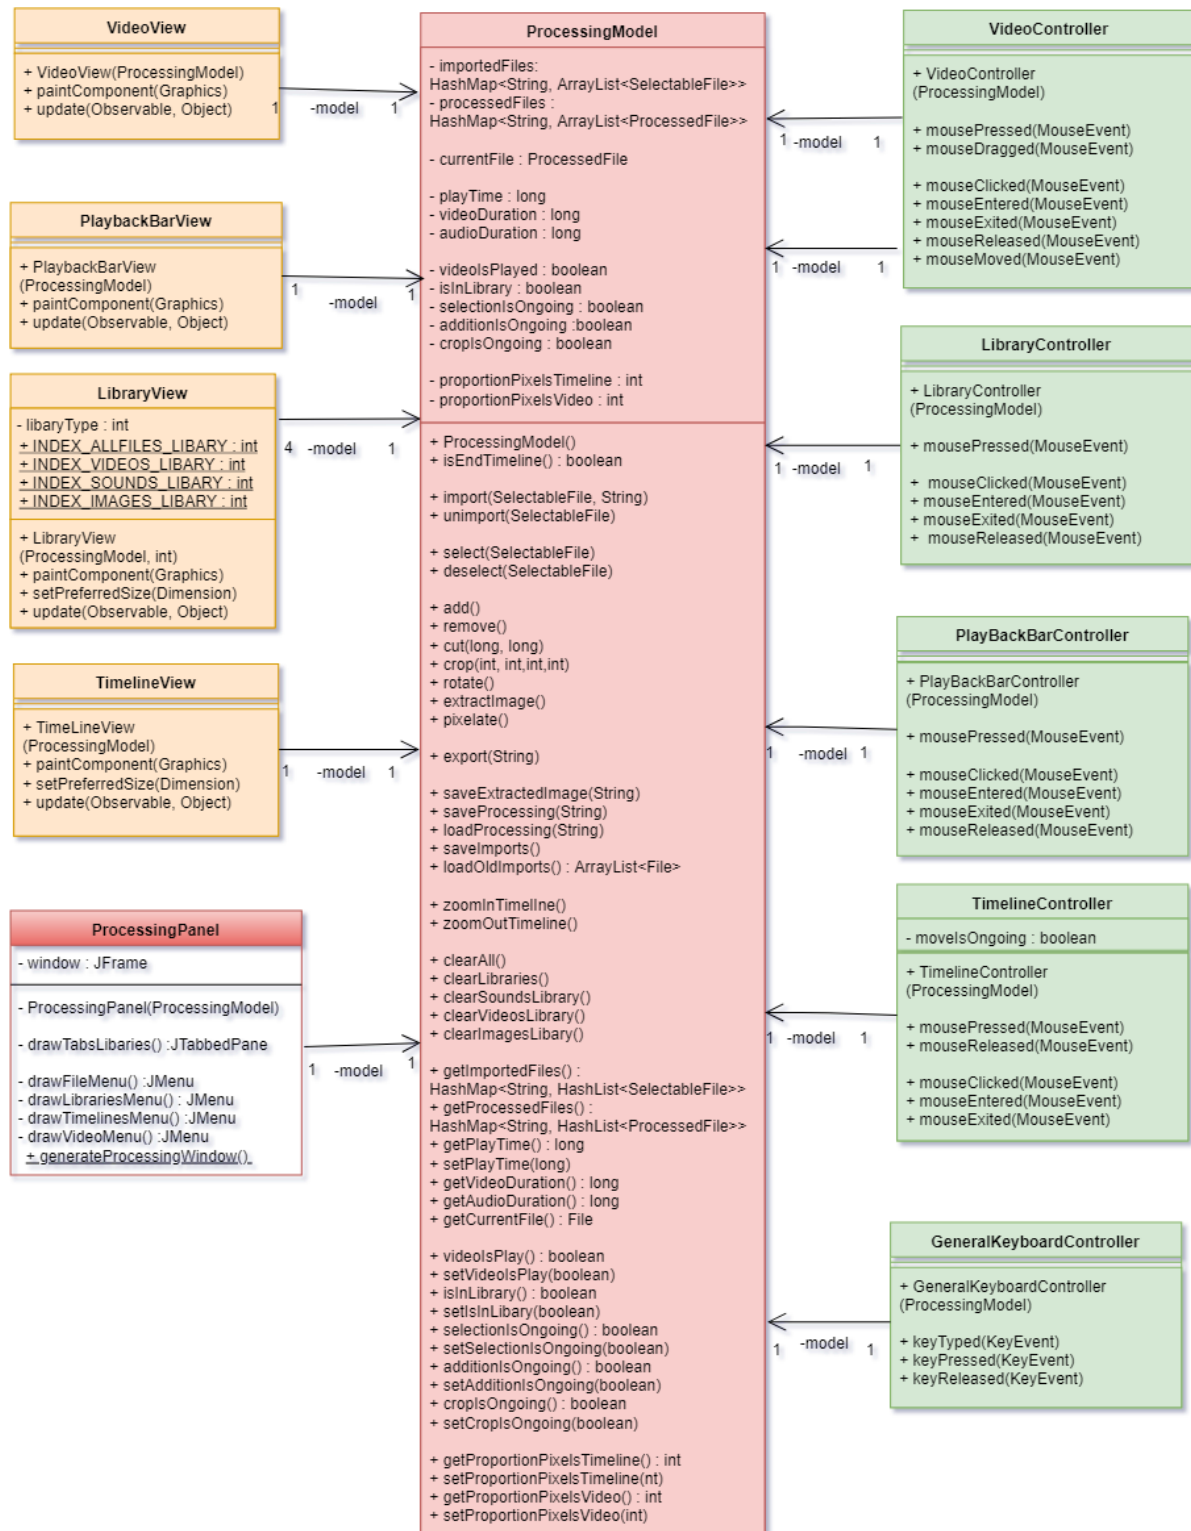 VideoView
+ VideoView(ProcessingModel)
+ paintComponent(Graphics)
+ update(Observable, Object)
1 -model 1
PlaybackBarView
+ PlaybackBarView
(ProcessingModel)
+ paintComponent(Graphics)
+ update(Observable, Object)
1 -model 1
LibraryView
- libaryType : int
+ INDEX_ALLFILES_LIBARY : int
+ INDEX_VIDEOS_LIBARY : int
+ INDEX_SOUNDS_LIBARY : int
+ INDEX_IMAGES_LIBARY : int
+ LibraryView
(ProcessingModel, int)
+ paintComponent(Graphics)
+ setPreferredSize(Dimension)
+ update(Observable, Object)
4 -model 1
TimelineView
+ TimeLineView
(ProcessingModel)
+ paintComponent(Graphics)
+ setPreferredSize(Dimension)
+ update(Observable, Object)
1 -model 1
ProcessingPanel
- window : JFrame
- ProcessingPanel(ProcessingModel)
- drawTabsLibaries() :JTabbedPane
- drawFileMenu() :JMenu
- drawLibrariesMenu() : JMenu
- drawTimelinesMenu() :JMenu
- drawVideoMenu() :JMenu
+ generateProcessingWindow()
1 -model 1
ProcessingModel
- importedFiles:
HashMap<String, ArrayList<SelectableFile>>
- processedFiles :
HashMap<String, ArrayList<ProcessedFile>>
- currentFile : ProcessedFile
- playTime : long
- videoDuration : long
- audioDuration : long
- videoIsPlayed : boolean
- isInLibrary : boolean
- selectionIsOngoing : boolean
- additionIsOngoing :boolean
- cropIsOngoing : boolean
- proportionPixelsTimeline : int
- proportionPixelsVideo : int
+ ProcessingModel()
+ isEndTimeline() : boolean
+ import(SelectableFile, String)
+ unimport(SelectableFile)
+ select(SelectableFile)
+ deselect(SelectableFile)
+ add()
+ remove()
+ cut(long, long)
+ crop(int, int,int,int)
+ rotate()
+ extractImage()
+ pixelate()
+ export(String)
+ saveExtractedImage(String)
+ saveProcessing(String)
+ loadProcessing(String)
+ saveImports()
+ loadOldImports() : ArrayList<File>
+ zoomInTimelIne()
+ zoomOutTimeline()
+ clearAll()
+ clearLibraries()
+ clearSoundsLibrary()
+ clearVideosLibrary()
+ clearImagesLibary()
+ getImportedFiles() :
HashMap<String, HashList<SelectableFile>>
+ getProcessedFiles() :
HashMap<String, HashList<ProcessedFile>>
+ getPlayTime() : long
+ setPlayTime(long)
+ getVideoDuration() : long
+ getAudioDuration() : long
+ getCurrentFile() : File
+ videoIsPlay() : boolean
+ setVideoIsPlay(boolean)
+ isInLibrary() : boolean
+ setIsInLibary(boolean)
+ selectionIsOngoing() : boolean
+ setSelectionIsOngoing(boolean)
+ additionIsOngoing() : boolean
+ setAdditionIsOngoing(boolean)
+ cropIsOngoing() : boolean
+ setCropIsOngoing(boolean)
+ getProportionPixelsTimeline() : int
+ setProportionPixelsTimeline(nt)
+ getProportionPixelsVideo() : int
+ setProportionPixelsVideo(int)
VideoController
+ VideoController
(ProcessingModel)
+ mousePressed(MouseEvent)
+ mouseDragged(MouseEvent)
+ mouseClicked(MouseEvent)
+ mouseEntered(MouseEvent)
+ mouseExited(MouseEvent)
+ mouseReleased(MouseEvent)
+ mouseMoved(MouseEvent)
1 -model 1
1 -model 1
LibraryController
+ LibraryController
(ProcessingModel)
+ mousePressed(MouseEvent)
+ mouseClicked(MouseEvent)
+ mouseEntered(MouseEvent)
+ mouseExited(MouseEvent)
+ mouseReleased(MouseEvent)
1 -model 1
PlayBackBarController
+ PlayBackBarController
(ProcessingModel)
+ mousePressed(MouseEvent)
+ mouseClicked(MouseEvent)
+ mouseEntered(MouseEvent)
+ mouseExited(MouseEvent)
+ mouseReleased(MouseEvent)
1 -model 1
TimelineController
- moveIsOngoing : boolean
+ TimelineController
(ProcessingModel)
+ mousePressed(MouseEvent)
+ mouseReleased(MouseEvent)
+ mouseClicked(MouseEvent)
+ mouseEntered(MouseEvent)
+ mouseExited(MouseEvent)
1 -model 1
GeneralKeyboardController
+ GeneralKeyboardController
(ProcessingModel)
+ keyTyped(KeyEvent)
+ keyPressed(KeyEvent)
+ keyReleased(KeyEvent)
1 -model 1